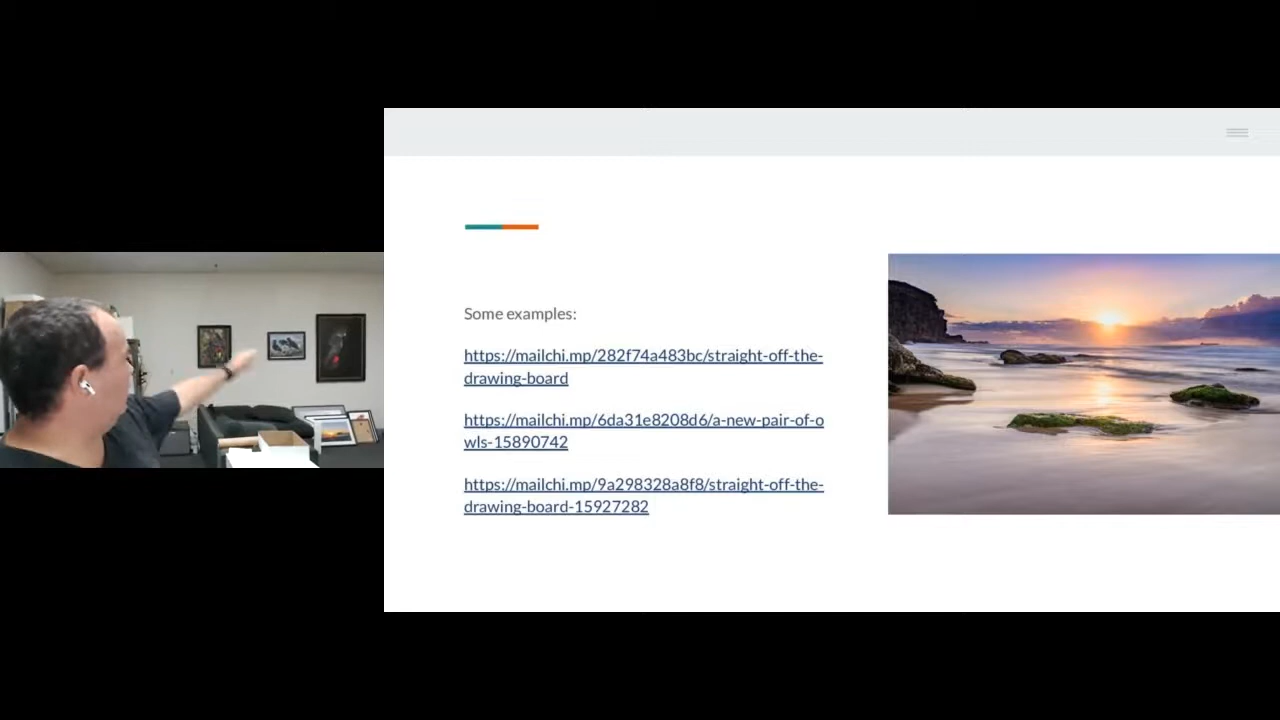 Some examples:
https://mailchi.mp/282f74a483bc/straight-off-the-
drawing-board
https://mailchi.mp/6da31e8208d6/a-new-pair-of-o
wls-15890742
https://mailchi.mp/9a298328a8f8/straight-off-the-
drawing-board-15927282